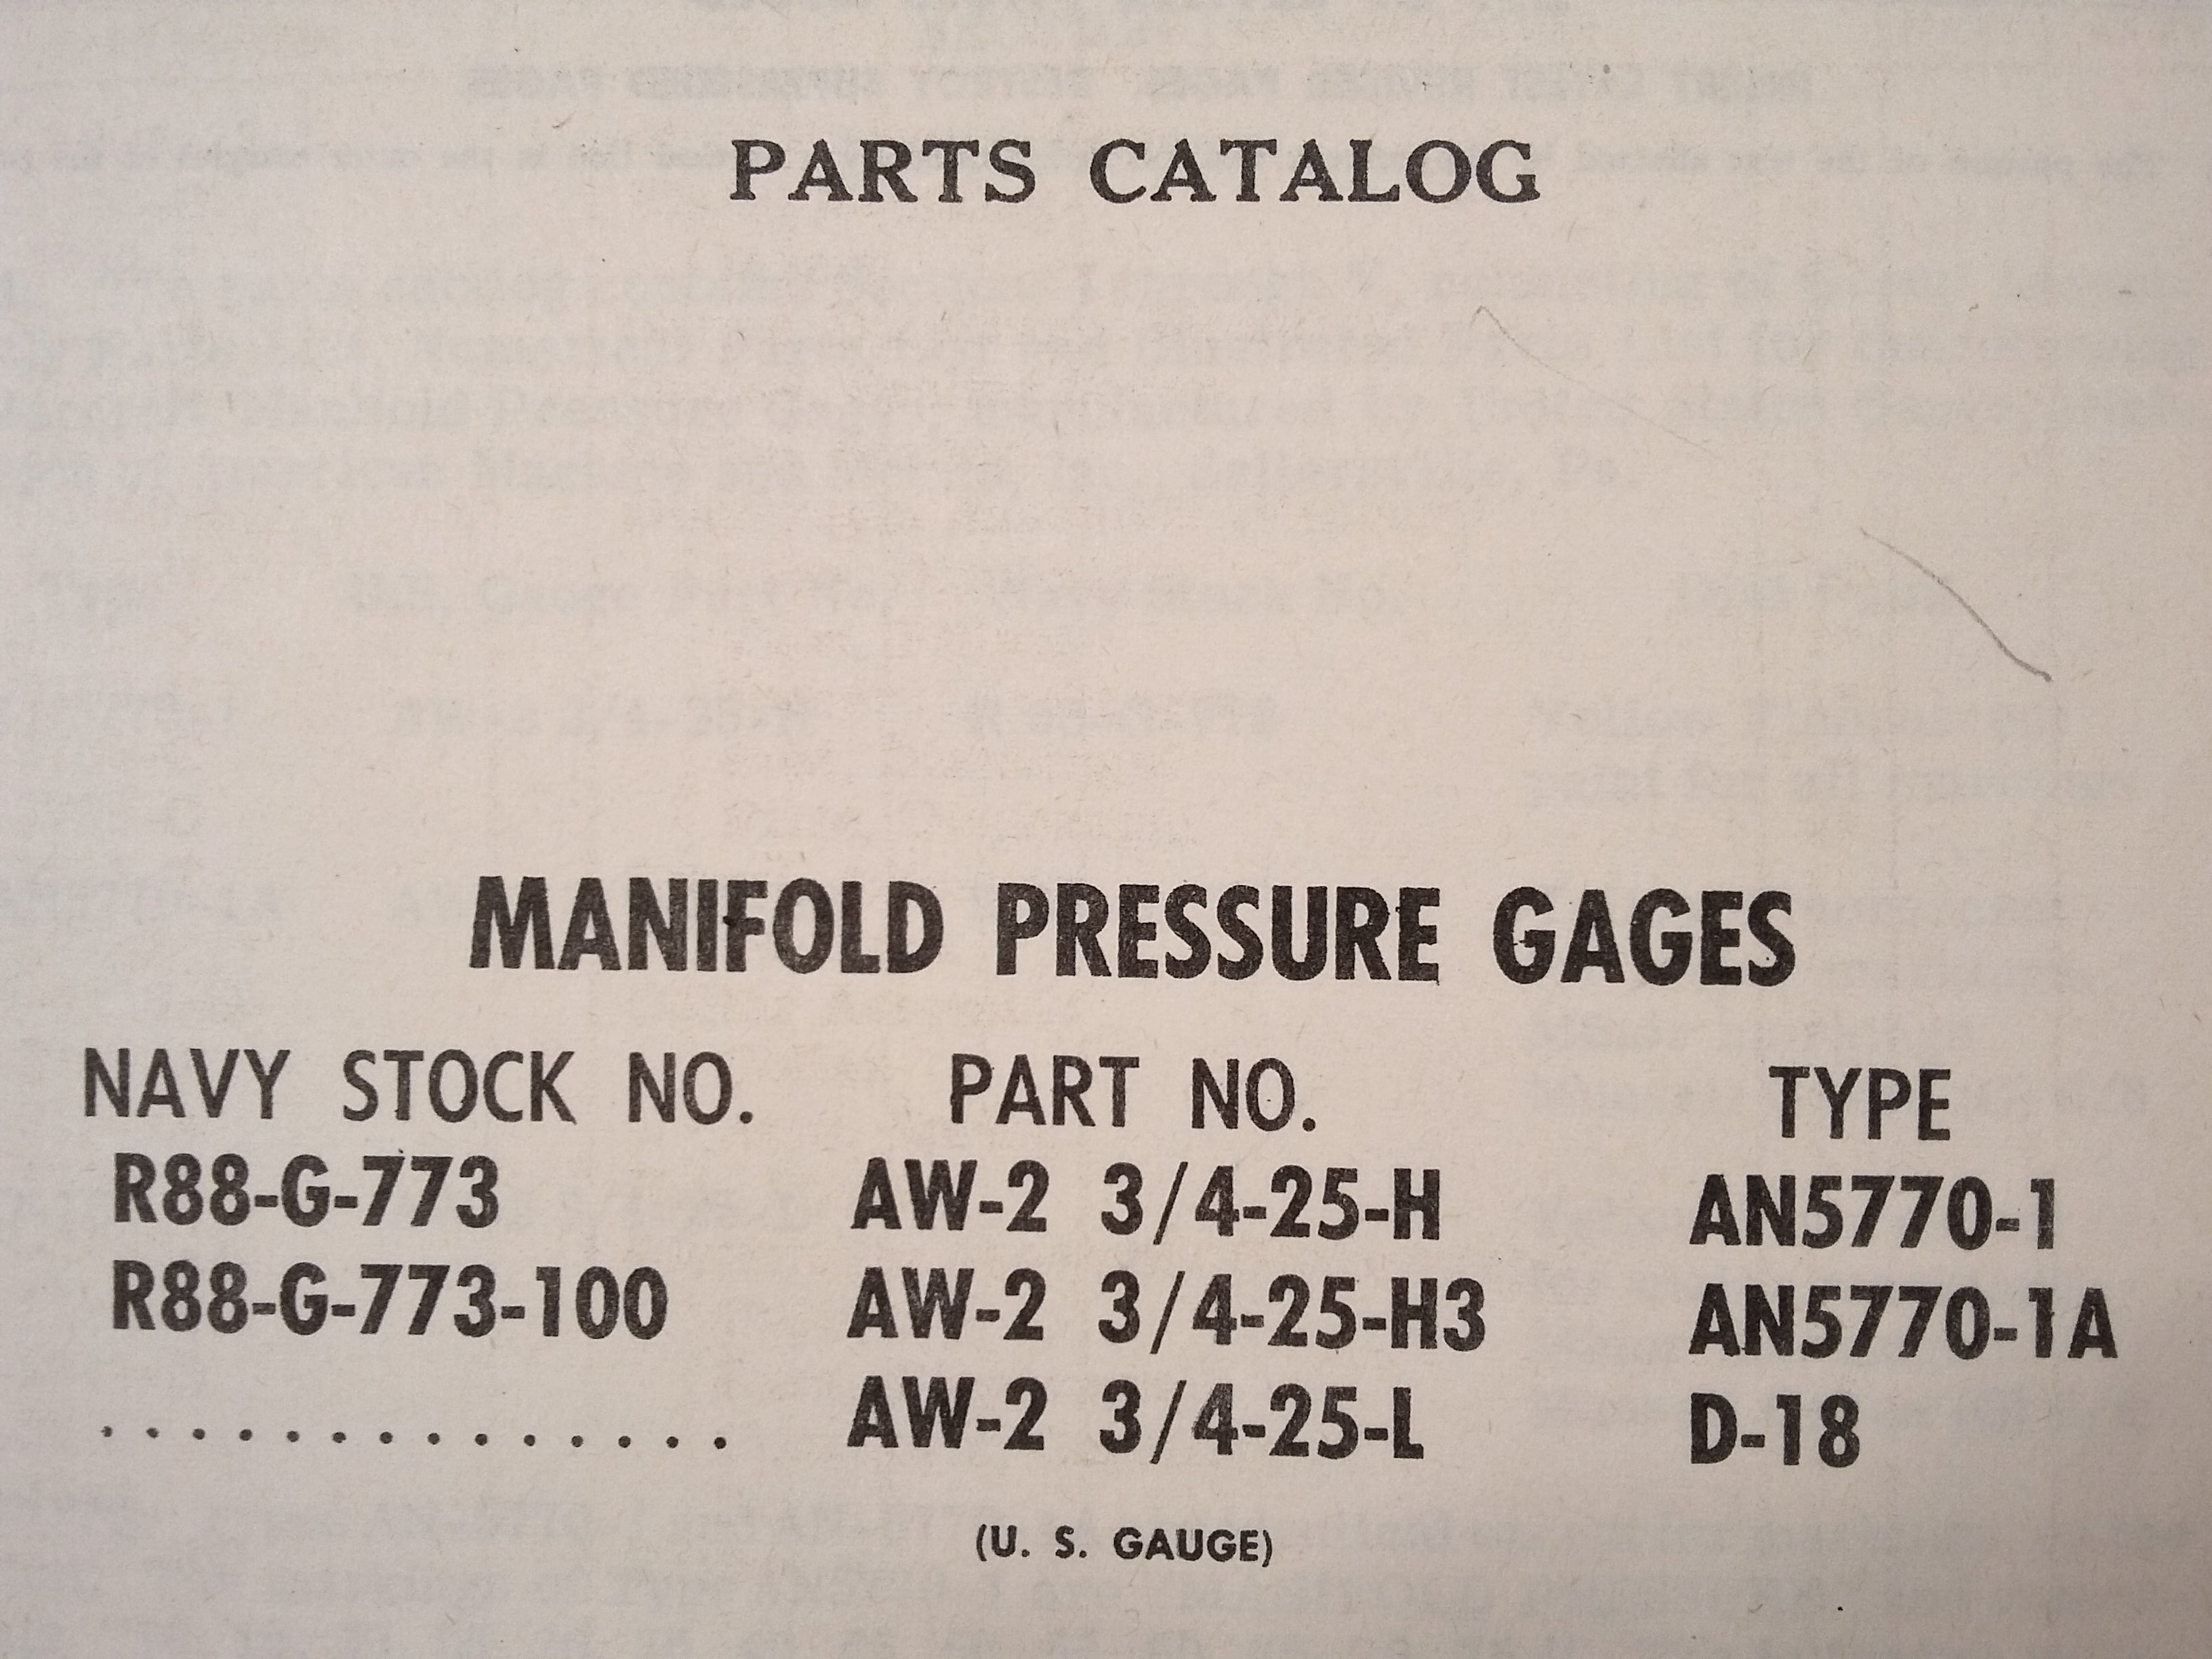 PARTS CATALOG
MANIFOLD PRESSURE GAGES
NAVY STOCK NO. PART NO. TYPE
R88-G-773 AW-2 3/4-25-H AN5770-1
R88-G-773-100 AW-2 3/4-25-H3 AN5770-1A
............... AW-2 3/4-25-L D-18
(U. S. GAUGE)